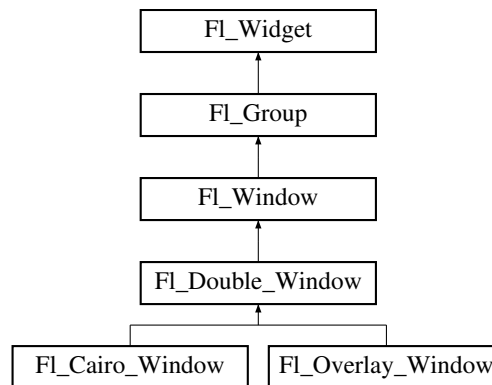 Fl_Widget
Fl_Group
Fl_Window
Fl_Double_Window
Fl_Cairo_Window
Fl_Overlay_Window